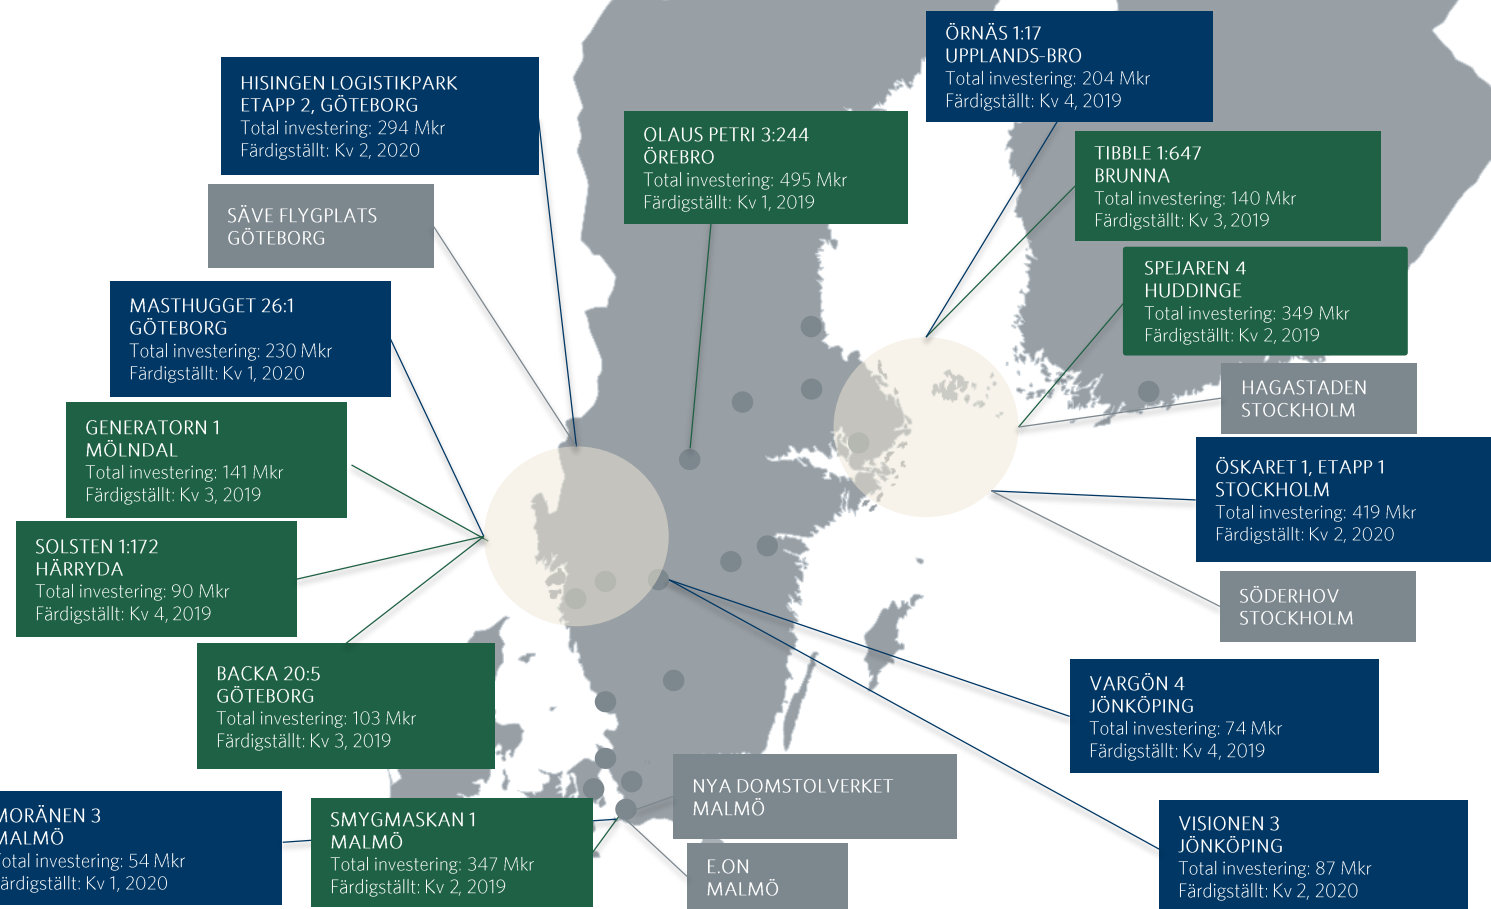 ÖRNÄS 1:17
UPPLANDS-BRO
Total investering: 204 Mkr
Färdigställt: Kv 4, 2019
HISINGEN LOGISTIKPARK
ETAPP 2, GÖTEBORG
Total investering: 294 Mkr
Färdigställt: Kv 2, 2020
OLAUS PETRI 3:244
ÖREBRO
Total investering: 495 Mkr
Färdigställt: Kv 1, 2019
TIBBLE 1:647
BRUNNA
Total investering: 140 Mkr
Färdigställt: Kv 3, 2019
SÄVE FLYGPLATS
GÖTEBORG
SPEJAREN 4
HUDDINGE
Total investering: 349 Mkr
Färdigställt: Kv 2, 2019
MASTHUGGET 26:1
GÖTEBORG
Total investering: 230 Mkr
Färdigställt: Kv 1, 2020
HAGASTADEN
STOCKHOLM
GENERATORN 1
MÖLNDAL
Total investering: 141 Mkr
Färdigställt: Kv 3, 2019
ÖSKARET 1, ETAPP 1
STOCKHOLM
Total investering: 419 Mkr
Färdigställt: Kv 2, 2020
SOLSTEN 1:172
HÄRRYDA
Total investering: 90 Mkr
Färdigställt: Kv 4, 2019
SÖDERHOV
STOCKHOLM
BACKA 20:5
GÖTEBORG
Total investering: 103 Mkr
Färdigställt: Kv 3, 2019
VARGÖN 4
JÖNKÖPING
Total investering: 74 Mkr
Färdigställt: Kv 4, 2019
NYA DOMSTOLVERKET
MALMÖ
MORÄNEN 3
MALMÖ
Total investering: 54 Mkr
Färdigställt: Kv 1, 2020
SMYGMASKAN 1
MALMÖ
Total investering: 347 Mkr
Färdigställt: Kv 2, 2019
VISIONEN 3
JÖNKÖPING
Total investering: 87 Mkr
Färdigställt: Kv 2, 2020
E.ON
MALMÖ